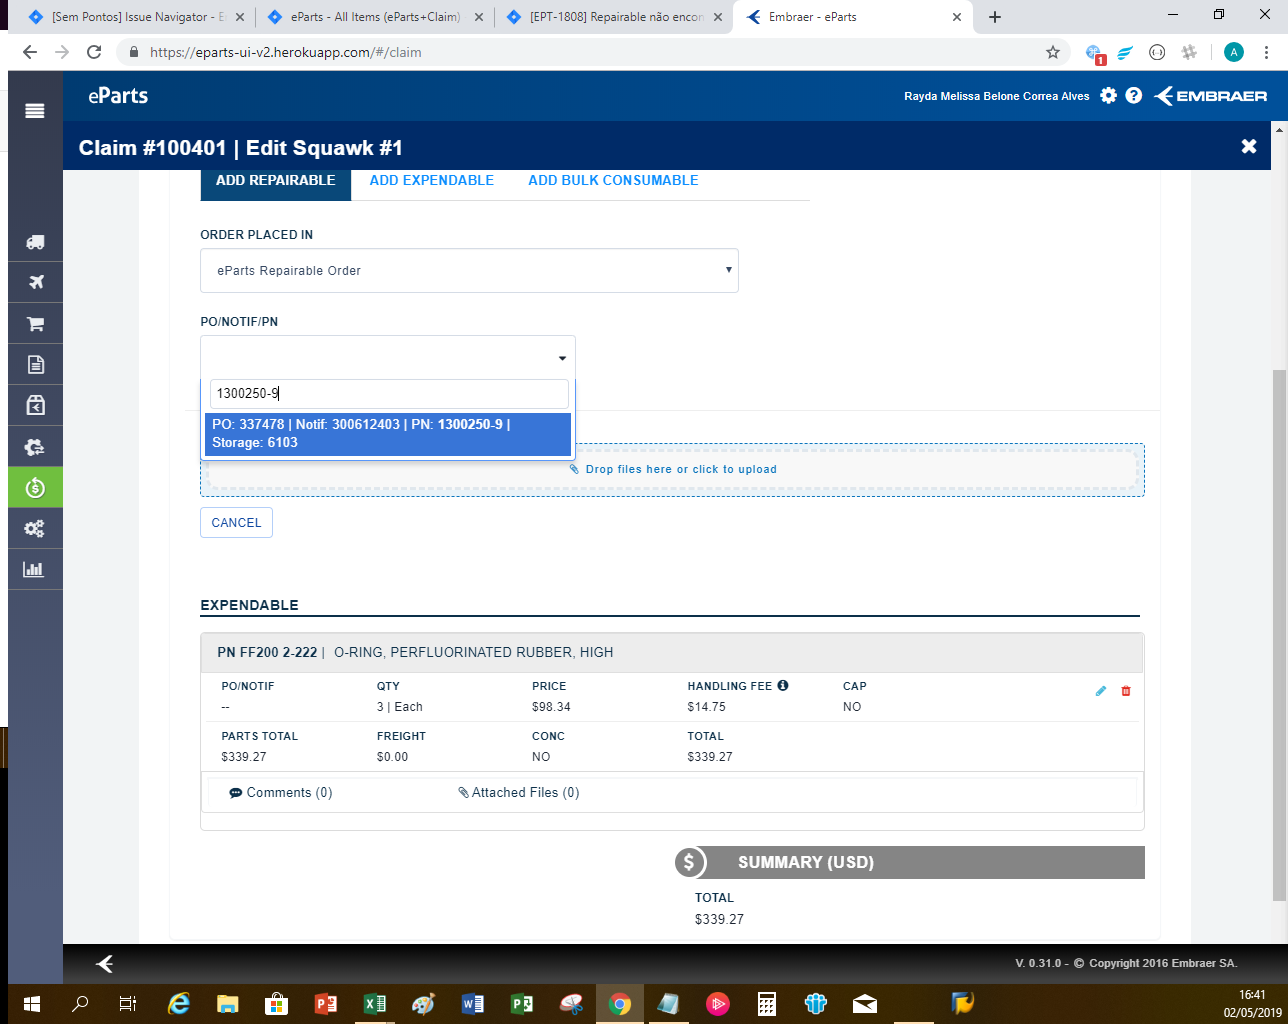 [Sem Pontos] Issue Navigator - E
eParts - All Items (eParts+Claim)
[EPT-1808] Repairable não encon
Embraer - eParts
https://eparts-ui-v2.herokuapp.com/#/claim
1
A
eParts
Rayda Melissa Belone Correa Alves
EMBRAER
Claim #100401 | Edit Squawk #1
ADD REPAIRABLE
ADD EXPENDABLE
ADD BULK CONSUMABLE
ORDER PLACED IN
eParts Repairable Order
PO/NOTIF/PN
1300250-9
PO: 337478 | Notif: 300612403 | PN: 1300250-9 |
Storage: 6103
Drop files here or click to upload
CANCEL
EXPENDABLE
PN FF200 2-222 | O-RING, PERFLUORINATED RUBBER, HIGH
PO/NOTIF QTY PRICE HANDLING FEE CAP
-- 3 | Each $98.34 $14.75 NO
PARTS TOTAL FREIGHT CONC TOTAL
$339.27 $0.00 NO $339.27
Comments (0) Attached Files (0)
$ SUMMARY (USD)
TOTAL
$339.27
V. 0.31.0 - © Copyright 2016 Embraer SA.
16:41
02/05/2019